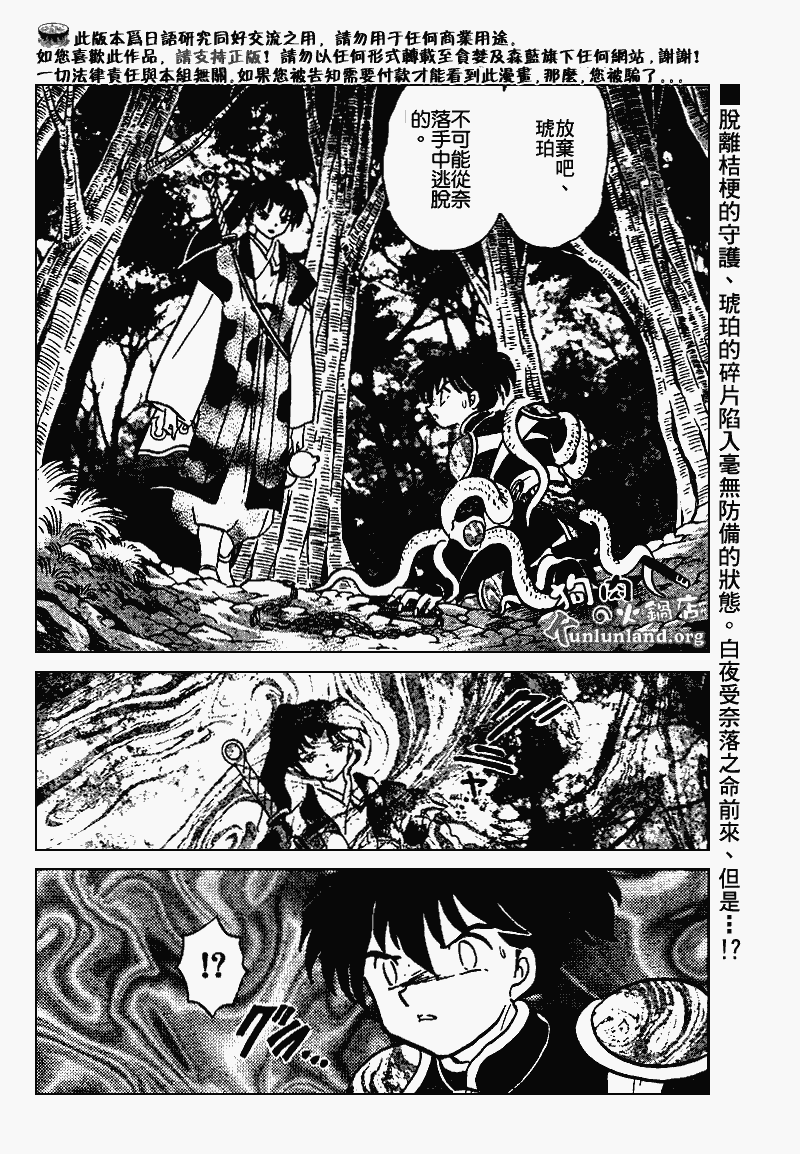 此版本爲日語研究同好交流之用，請勿用于任何商業用途。
如您喜歡此作品，請支持正版！請勿以任何形式轉載至貪婪及森藍旗下任何網站,謝謝！
一切法律責任與本組無關.如果您被告知需要付款才能看到此漫畫,那麼,您被騙了...
■脫離桔梗的守護、琥珀的碎片陷入毫無防備的狀態。白夜受奈落之命前來、但是…!?
放棄吧、
琥珀
不可能從奈
落手中逃脫
的。
狗肉
の火鍋店
unlunland.org
グッ
ャ
!?
グル…